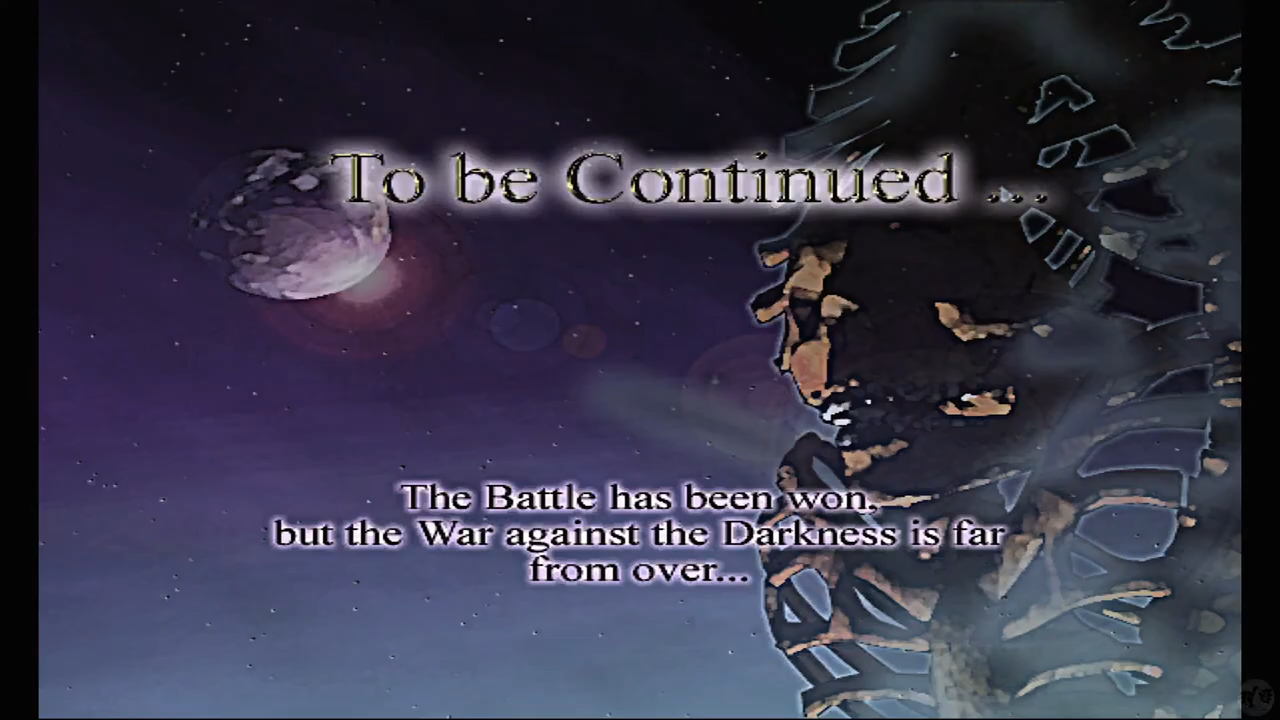 To be Continued ...
The Battle has been won,
but the War against the Darkness is far
from over...